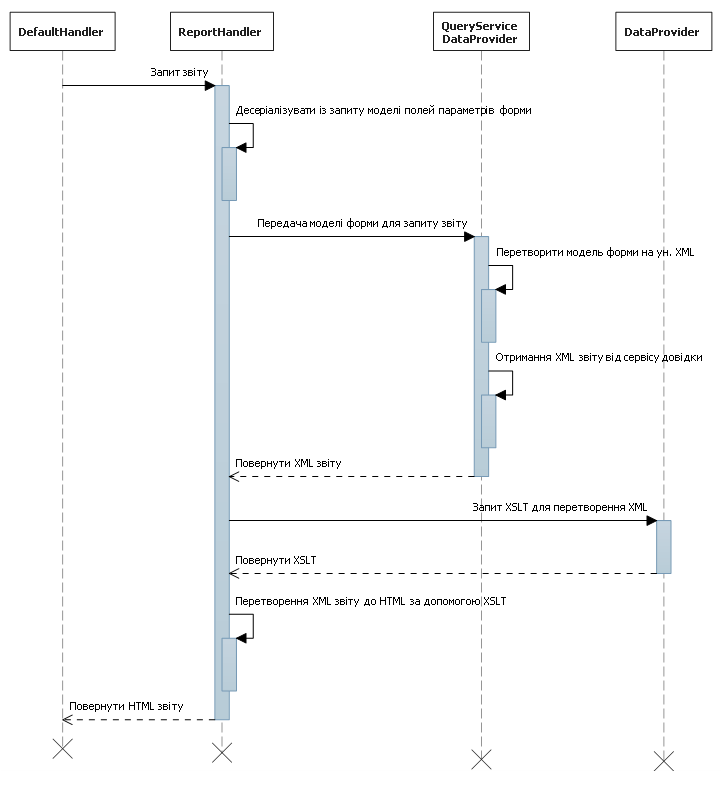 DefaultHandler
ReportHandler
QueryService
DataProvider
DataProvider
Запит звіту
Десеріалізувати із запиту моделі полей параметрів форми
Передача моделі форми для запиту звіту
Перетворити модель форми на ун. XML
Отримання XML звіту від сервісу довідки
Повернути XML звіту
Запит XSLT для перетворення XML
Повернути XSLT
Перетворення XML звіту до HTML за допомогою XSLT
Повернути HTML звіту